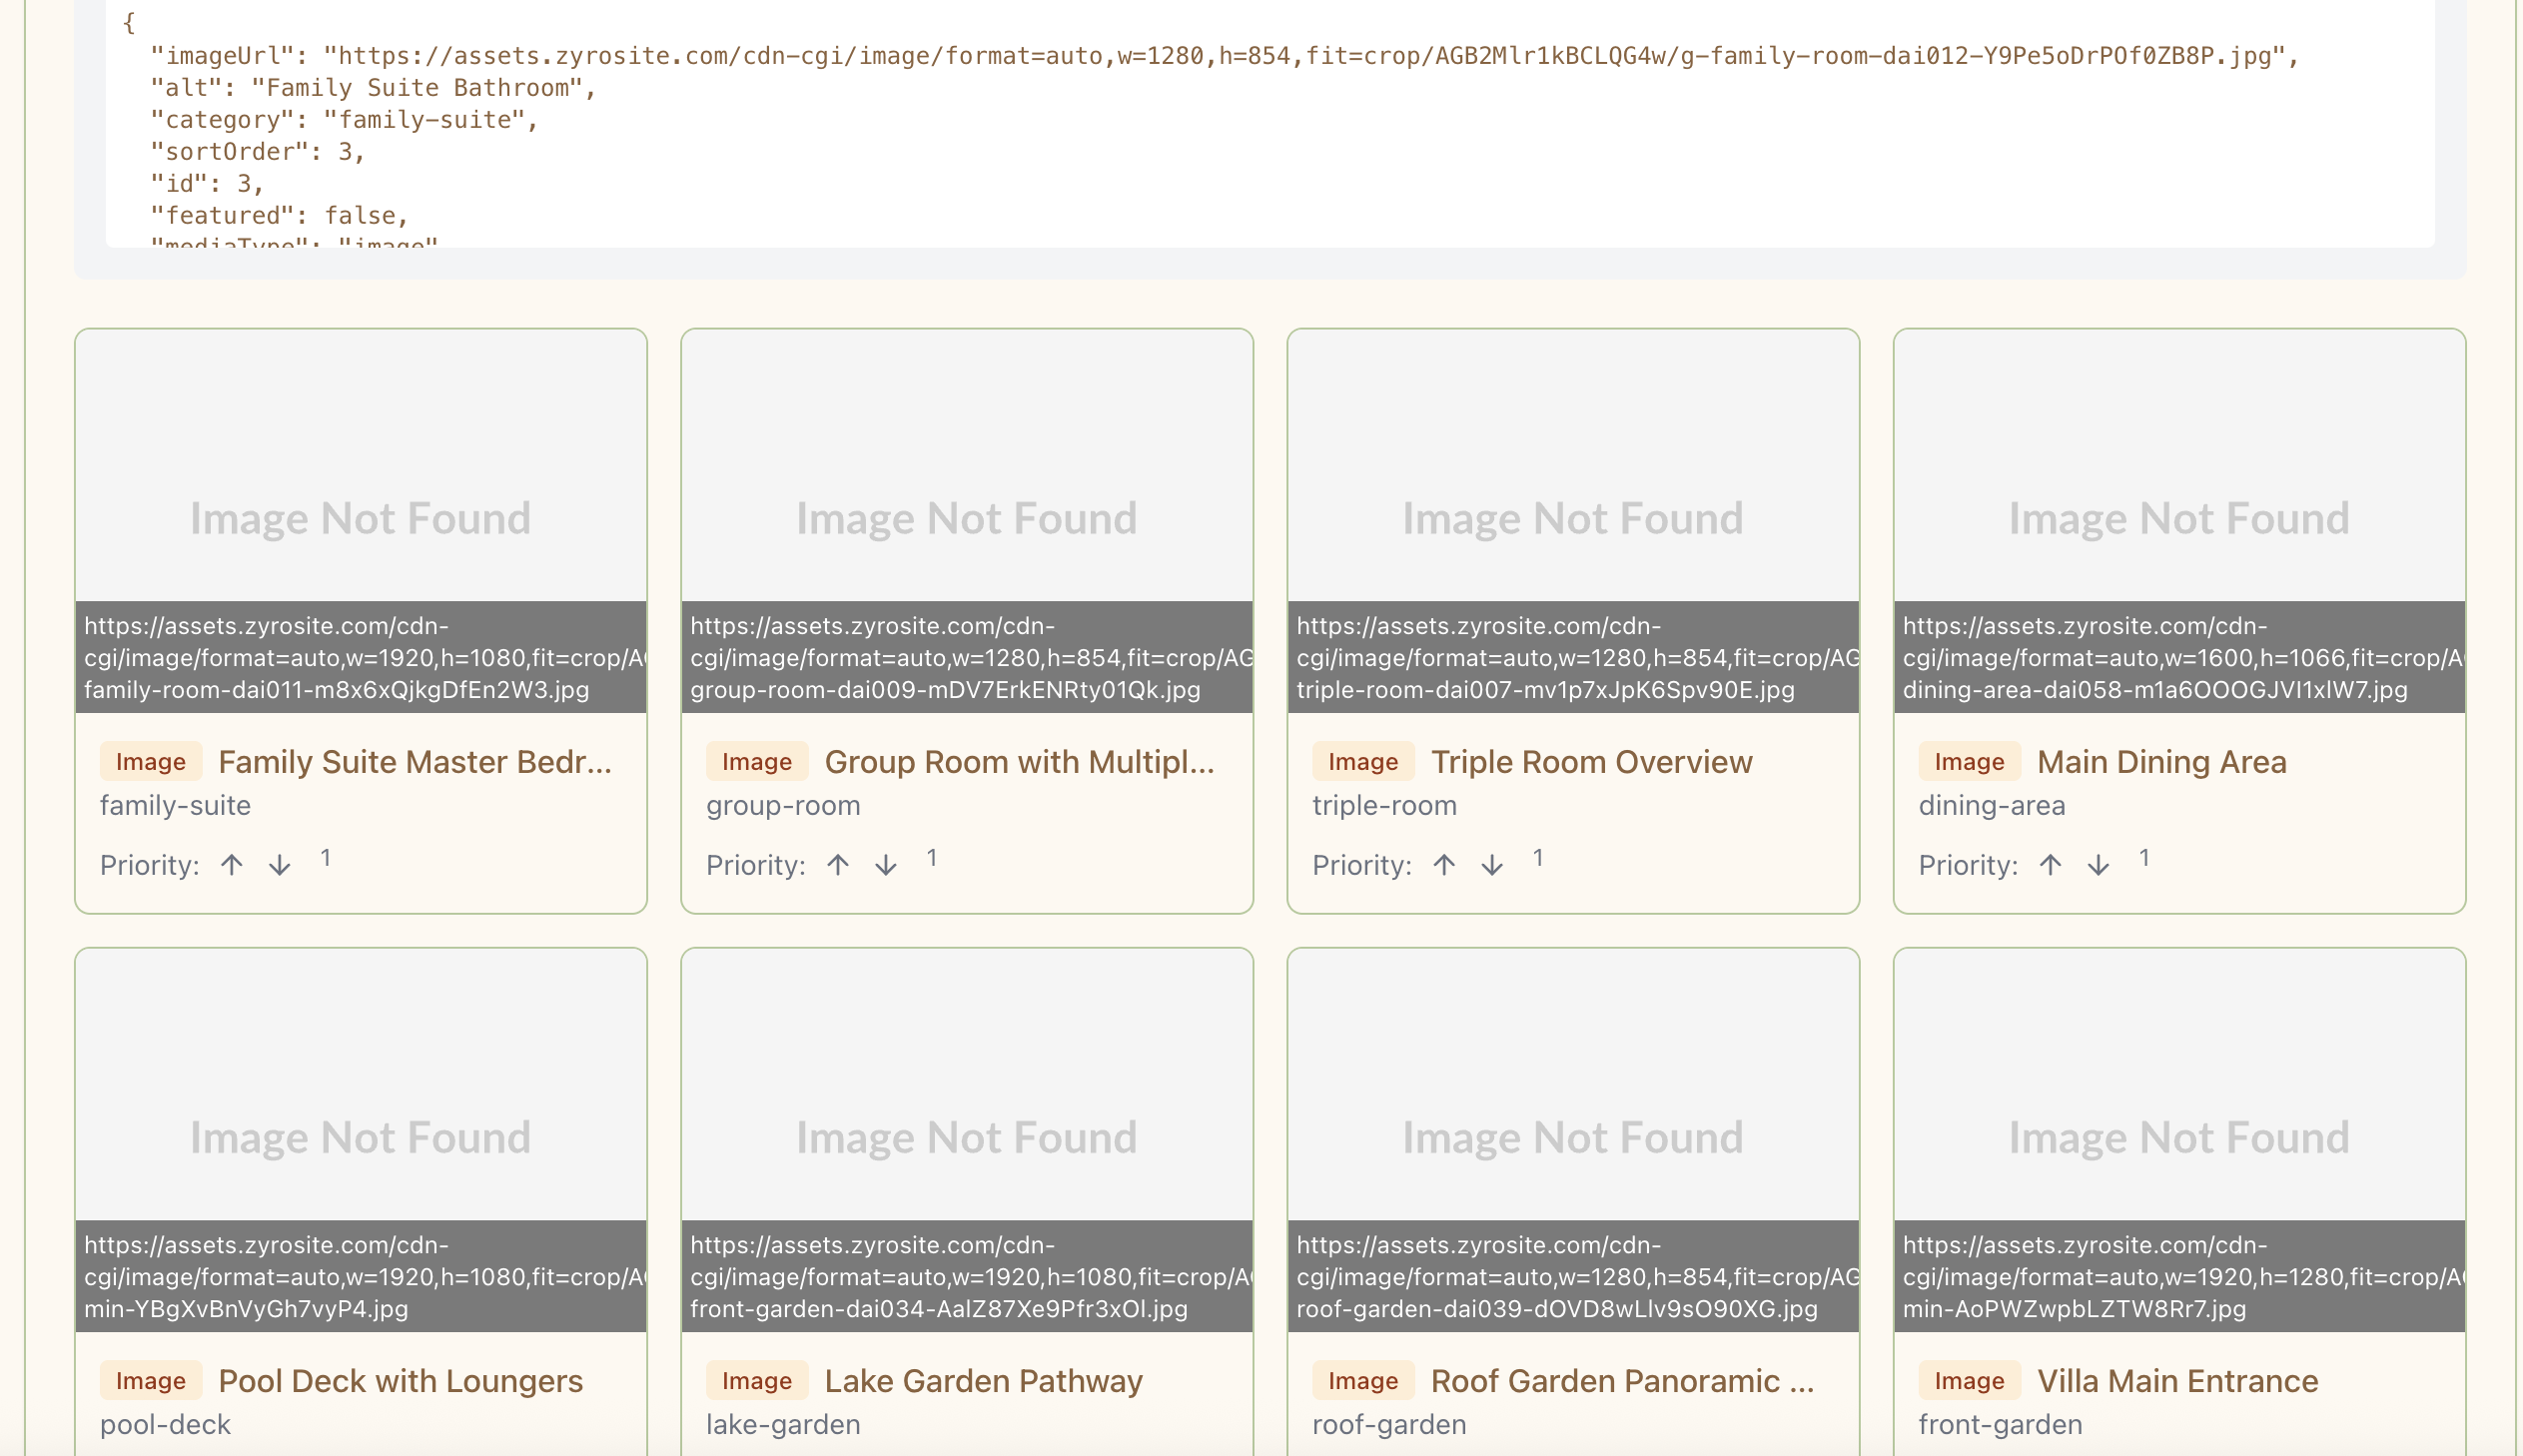 {
"imageUrl": "https://assets.zyrosite.com/cdn-cgi/image/format=auto,w=1280,h=854,fit=crop/AGB2Mlr1kBCLQG4w/g-family-room-dai012-Y9Pe5oDrPOf0ZB8P.jpg",
"alt": "Family Suite Bathroom",
"category": "family-suite",
"sortOrder": 3,
"id": 3,
"featured": false,
"mediaType": "image"
Image Not Found
https://assets.zyrosite.com/cdn-
cgi/image/format=auto,w=1920,h=1080,fit=crop/A
family-room-dai011-m8x6xQjkgDfEn2W3.jpg
Image Family Suite Master Bedr...
family-suite
Priority: ↑ ↓ 1
Image Not Found
https://assets.zyrosite.com/cdn-
cgi/image/format=auto,w=1280,h=854,fit=crop/AG
group-room-dai009-mDV7ErkENRty01Qk.jpg
Image Group Room with Multipl...
group-room
Priority: ↑ ↓ 1
Image Not Found
https://assets.zyrosite.com/cdn-
cgi/image/format=auto,w=1280,h=854,fit=crop/AG
triple-room-dai007-mv1p7xJpK6Spv90E.jpg
Image Triple Room Overview
triple-room
Priority: ↑ ↓ 1
Image Not Found
https://assets.zyrosite.com/cdn-
cgi/image/format=auto,w=1600,h=1066,fit=crop/A
dining-area-dai058-m1a6OOOGJVI1xlW7.jpg
Image Main Dining Area
dining-area
Priority: ↑ ↓ 1
Image Not Found
https://assets.zyrosite.com/cdn-
cgi/image/format=auto,w=1920,h=1080,fit=crop/A
min-YBgXvBnVyGh7vyP4.jpg
Image Pool Deck with Loungers
pool-deck
Image Not Found
https://assets.zyrosite.com/cdn-
cgi/image/format=auto,w=1920,h=1080,fit=crop/A
front-garden-dai034-AalZ87Xe9Pfr3xOl.jpg
Image Lake Garden Pathway
lake-garden
Image Not Found
https://assets.zyrosite.com/cdn-
cgi/image/format=auto,w=1280,h=854,fit=crop/AG
roof-garden-dai039-dOVD8wLlv9sO90XG.jpg
Image Roof Garden Panoramic ...
roof-garden
Image Not Found
https://assets.zyrosite.com/cdn-
cgi/image/format=auto,w=1920,h=1280,fit=crop/A
min-AoPWZwpbLZTW8Rr7.jpg
Image Villa Main Entrance
front-garden